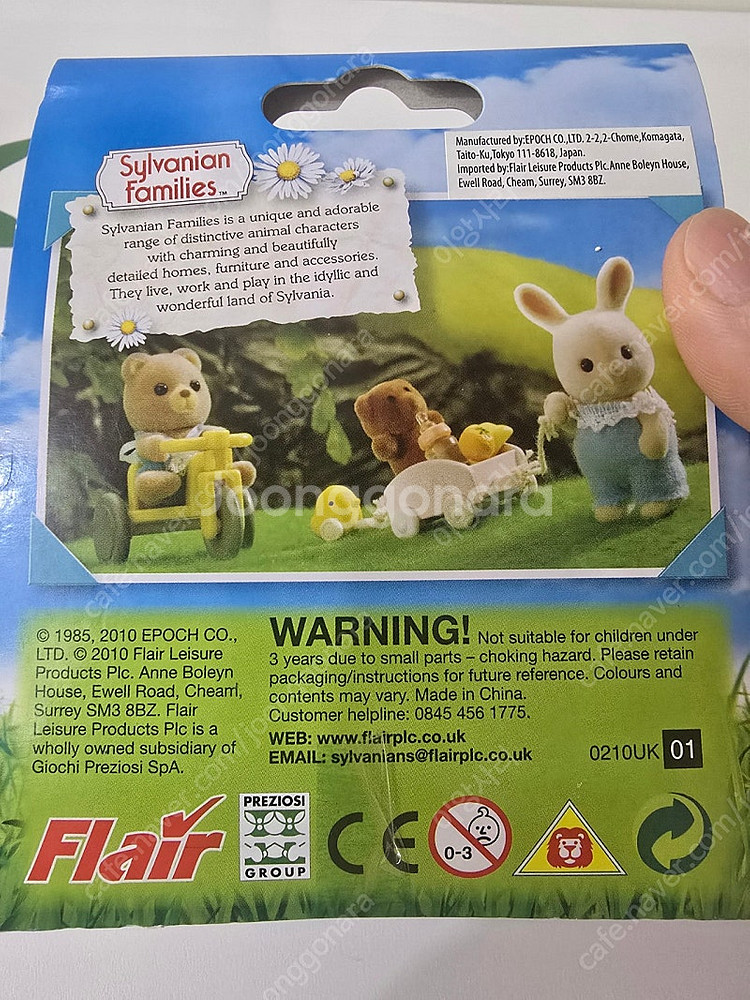 Sylvanian
Families™
Manufactured by:EPOCH CO.,LTD. 2-2,2-Chome,Komagata,
Taito-Ku,Tokyo 111-8618, Japan.
Imported by:Flair Leisure Products Plc.Anne Boleyn House,
Ewell Road, Cheam, Surrey, SM3 8BZ.
Sylvanian Families is a unique and adorable
range of distinctive animal characters
with charming and beautifully
detailed homes, furniture and accessories.
They live, work and play in the idyllic and
wonderful land of Sylvania.
Joonggonara
© 1985, 2010 EPOCH CO.,
LTD. © 2010 Flair Leisure
Products Plc. Anne Boleyn
House, Ewell Road, Cheam,
Surrey SM3 8BZ. Flair
Leisure Products Plc is a
wholly owned subsidiary of
Giochi Preziosi SpA.
WARNING! Not suitable for children under
3 years due to small parts – choking hazard. Please retain
packaging/instructions for future reference. Colours and
contents may vary. Made in China.
Customer helpline: 0845 456 1775.
WEB: www.flairplc.co.uk
EMAIL: sylvanians@flairplc.co.uk
0210UK 01
Flair
PREZIOSI
GROUP
CE
0-3